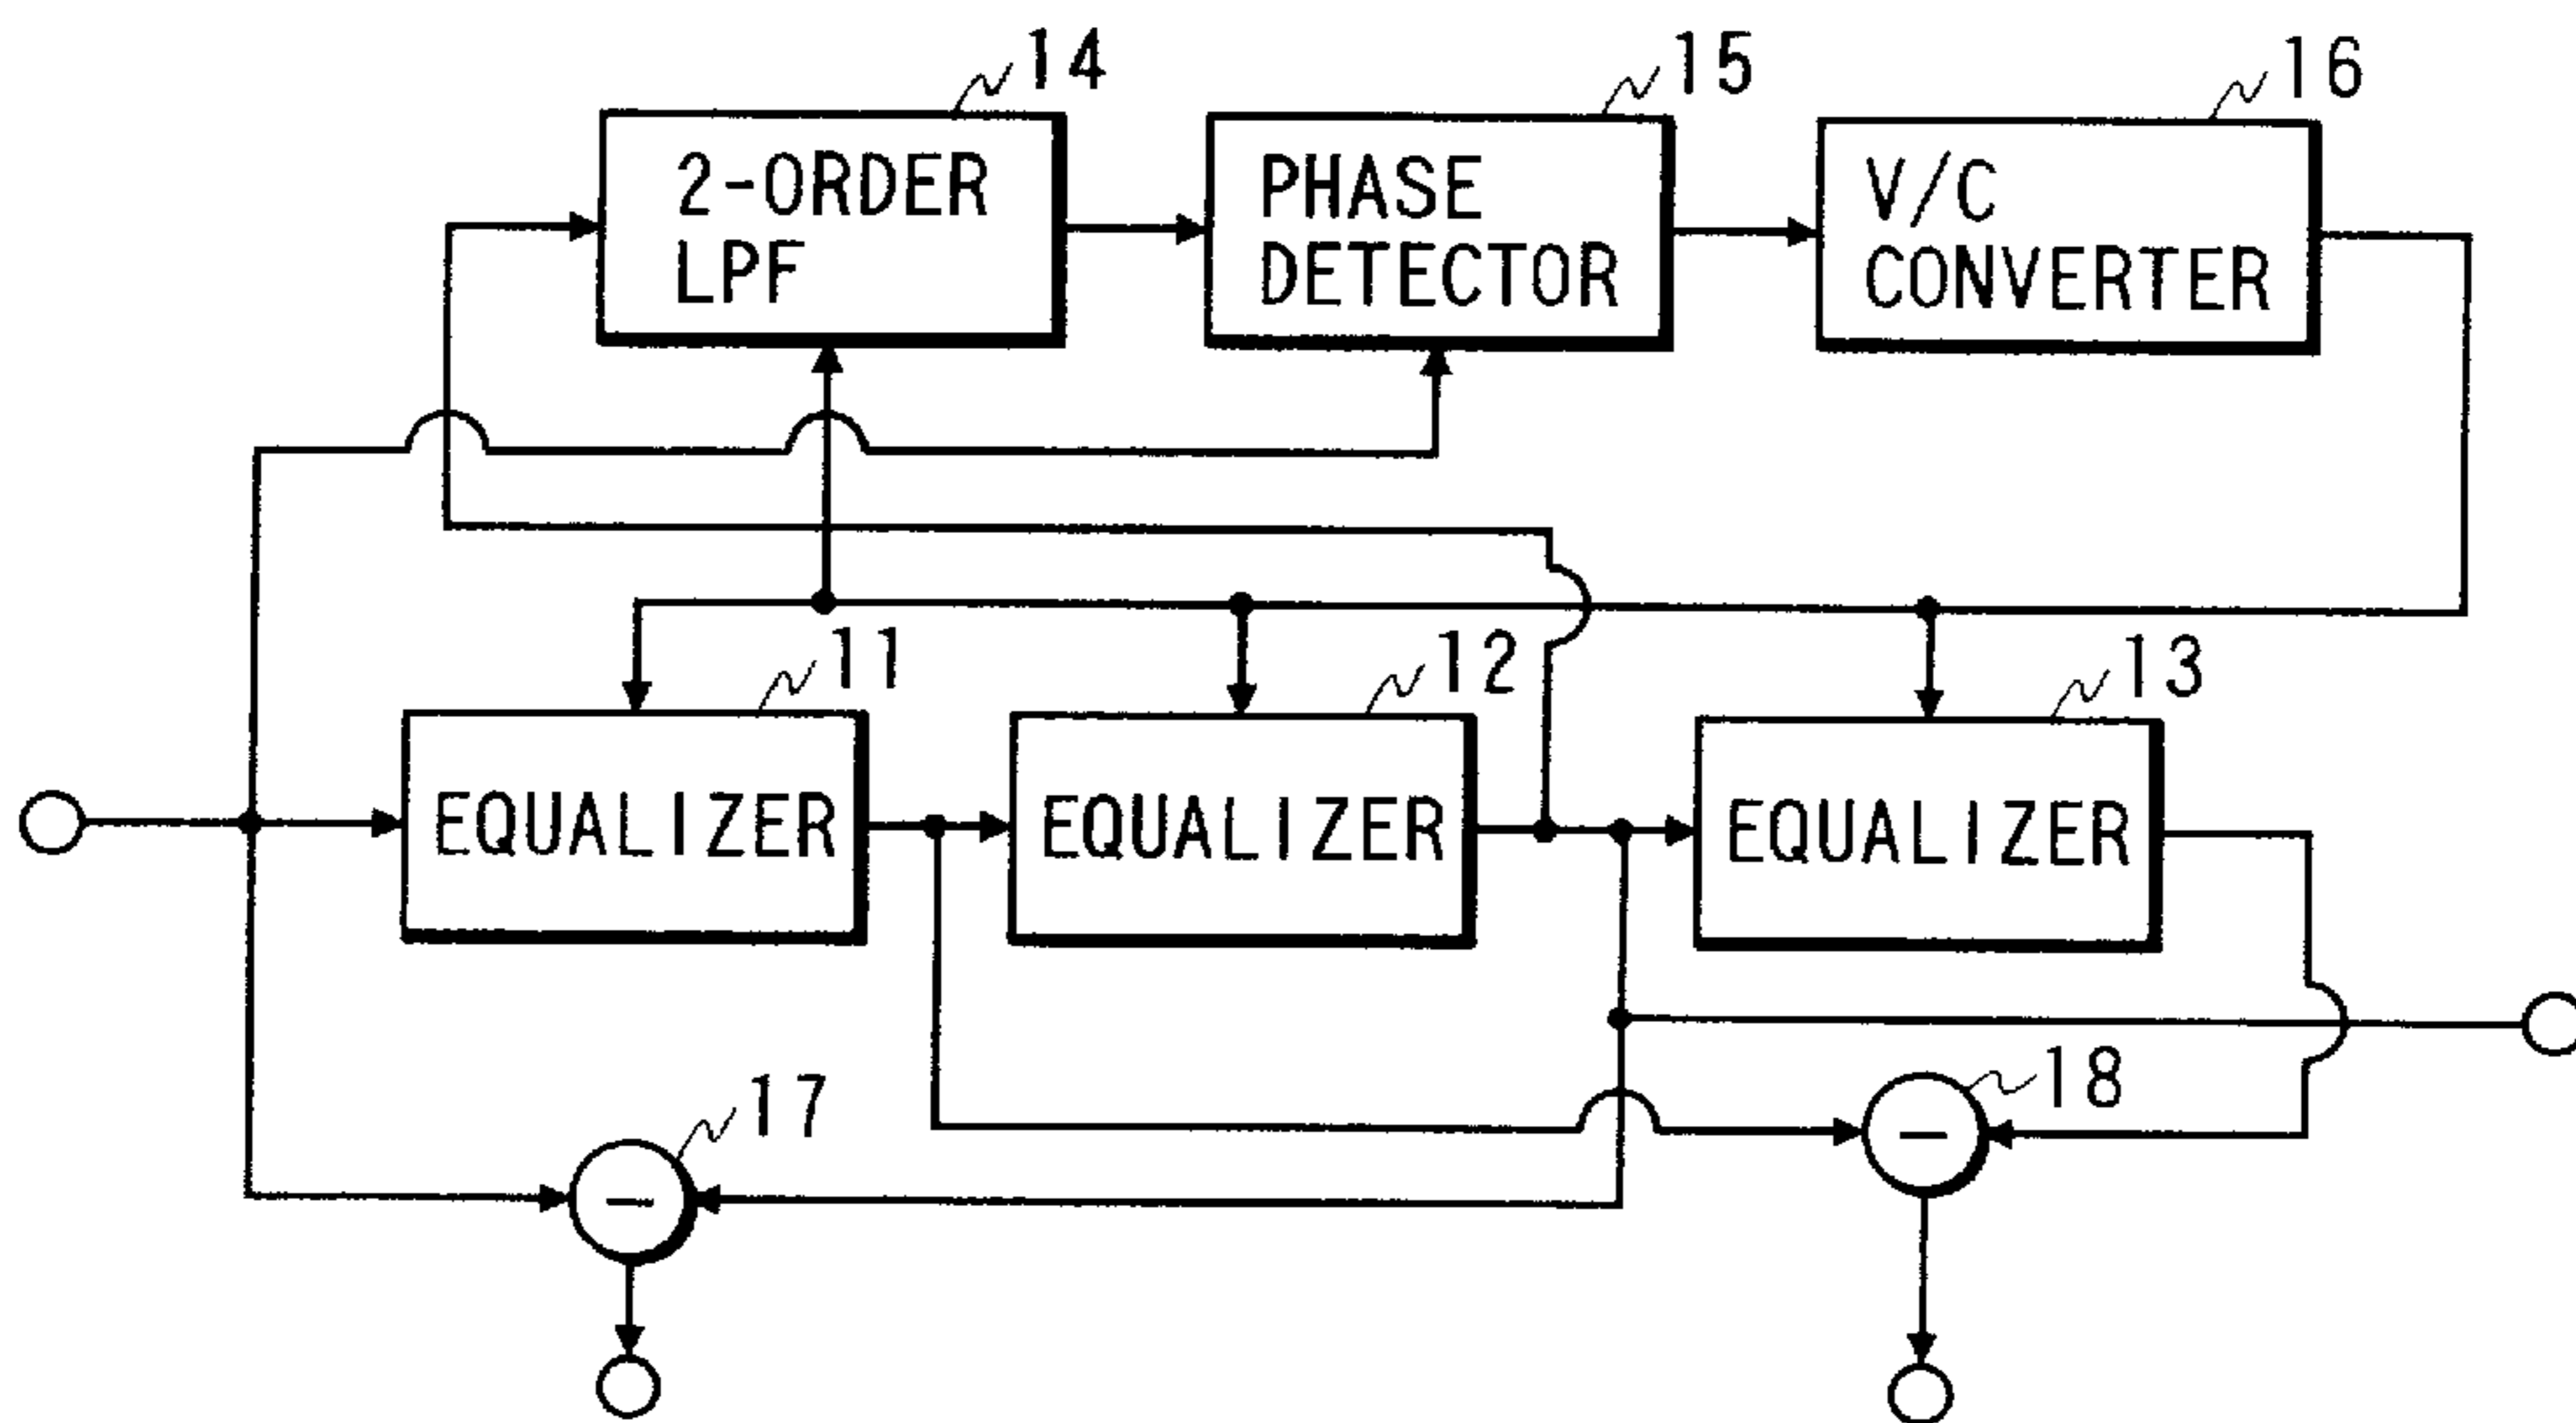 14
15
16
2-ORDER
LPF
PHASE
DETECTOR
V/C
CONVERTER
11
12
13
EQUALIZER
EQUALIZER
EQUALIZER
17
18
−
−